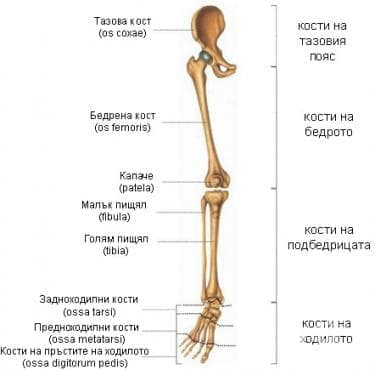 Тазова кост
(os coxae)
кости на
тазовия
пояс
Бедрена кост
(os femoris)
кости на
бедрото
Капаче
(patela)
Малък пищял
(fibula)
Голям пищял
(tibia)
кости на
подбедрицата
Задноходилни кости
(ossa tarsi)
Предноходилни кости
(ossa metatarsi)
Кости на пръстите на ходилото
(ossa digitorum pedis)
кости на
ходилото